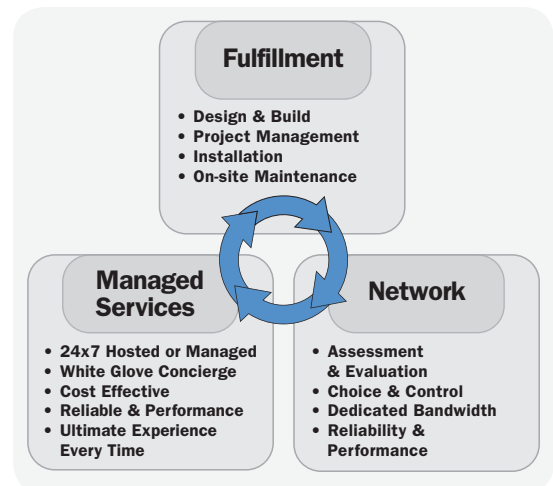 Fulfillment
• Design & Build
• Project Management
• Installation
• On-site Maintenance
Managed
Services
• 24x7 Hosted or Managed
• White Glove Concierge
• Cost Effective
• Reliable & Performance
• Ultimate Experience
Every Time
Network
• Assessment
& Evaluation
• Choice & Control
• Dedicated Bandwidth
• Reliability &
Performance